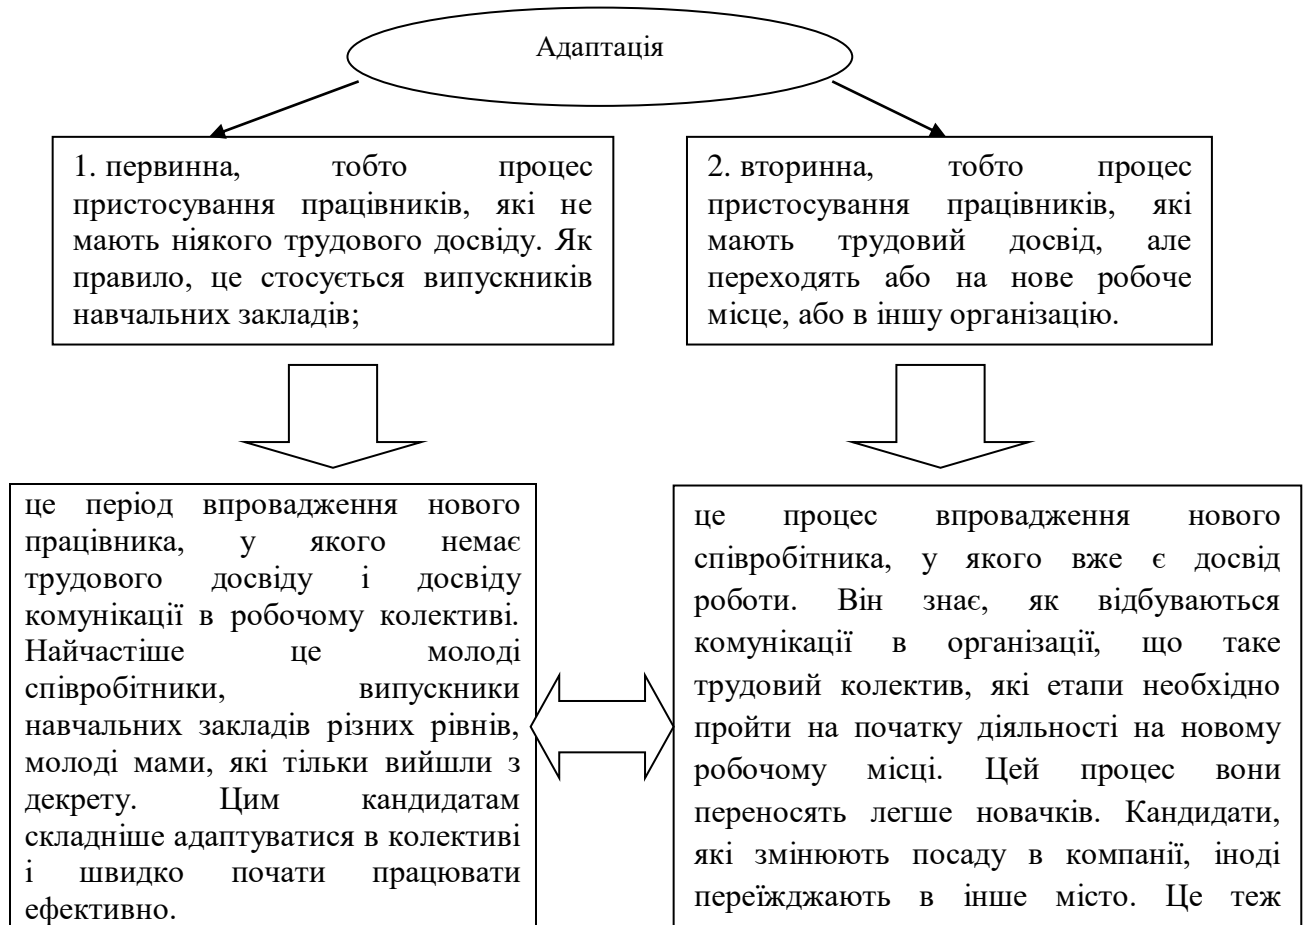 Адаптація
1. первинна, тобто процес
пристосування працівників, які не
мають ніякого трудового досвіду. Як
правило, це стосується випускників
навчальних закладів;
2. вторинна, тобто процес
пристосування працівників, які
мають трудовий досвід, але
переходять або на нове робоче
місце, або в іншу організацію.
це період впровадження нового
працівника, у якого немає
трудового досвіду і досвіду
комунікації в робочому колективі.
Найчастіше це молоді
співробітники, випускники
навчальних закладів різних рівнів,
молоді мами, які тільки вийшли з
декрету. Цим кандидатам
складніше адаптуватися в колективі
і швидко почати працювати
ефективно.
це процес впровадження нового
співробітника, у якого вже є досвід
роботи. Він знає, як відбуваються
комунікації в організації, що таке
трудовий колектив, які етапи необхідно
пройти на початку діяльності на новому
робочому місці. Цей процес вони
переносять легше новачків. Кандидати,
які змінюють посаду в компанії, іноді
переїжджають в інше місто. Це теж